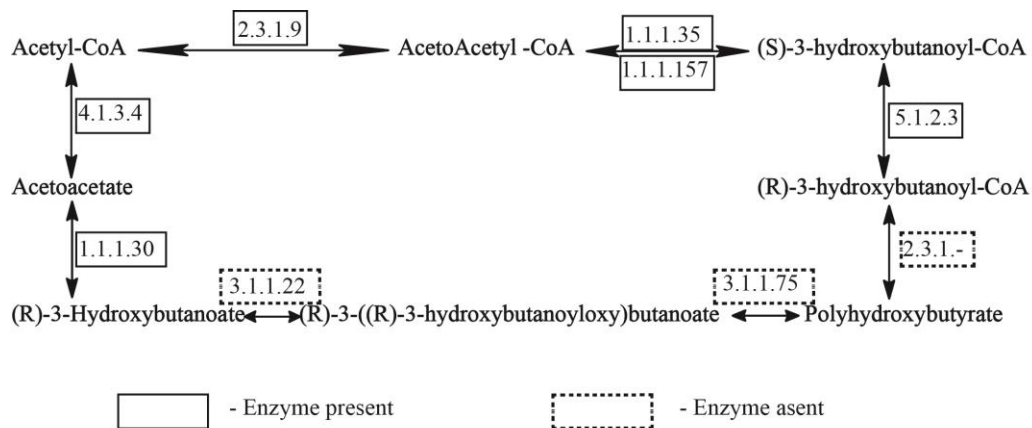 2.3.1.9
Acetyl-CoA
AcetoAcetyl -CoA
1.1.1.35
(S)-3-hydroxybutanoyl-CoA
1.1.1.157
4.1.3.4
5.1.2.3
Acetoacetate
(R)-3-hydroxybutanoyl-CoA
1.1.1.30
2.3.1.-
3.1.1.22
3.1.1.75
(R)-3-Hydroxybutanoate
(R)-3-((R)-3-hydroxybutanoyloxy)butanoate
Polyhydroxybutyrate
- Enzyme present
- Enzyme asent